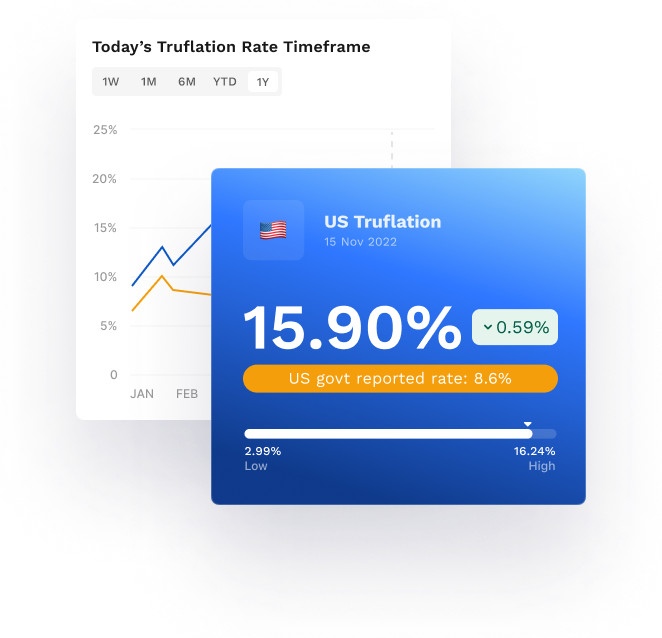 Today’s Truflation Rate Timeframe
1W 1M 6M YTD 1Y
25%
20%
15%
10%
5%
0
JAN FEB
US Truflation
15 Nov 2022
15.90% 0.59%
US govt reported rate: 8.6%
2.99% 16.24%
Low High